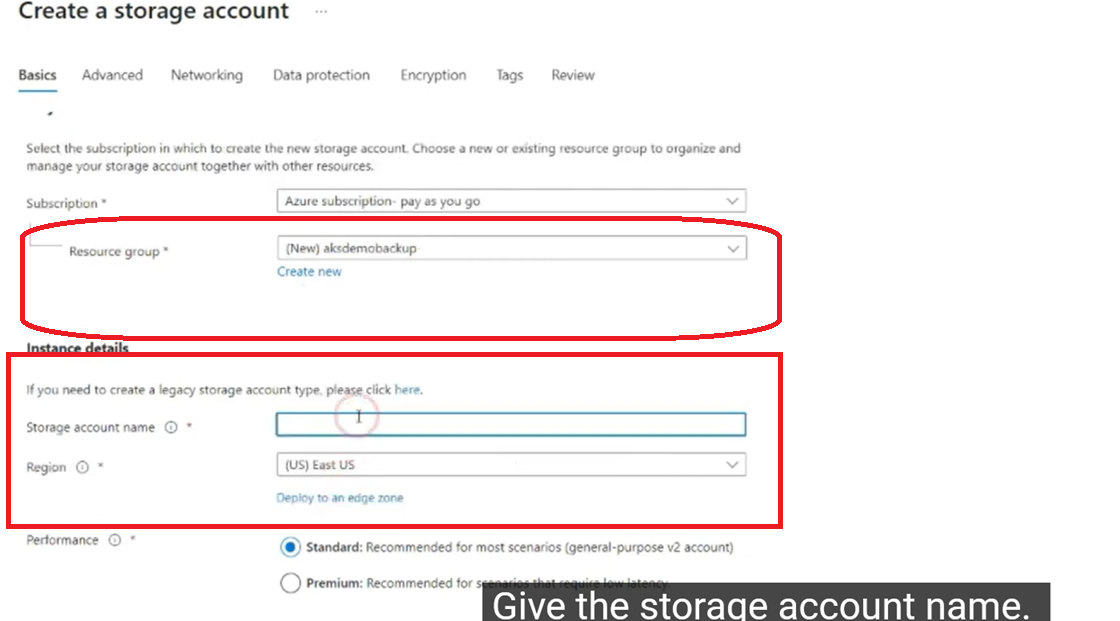 Create a storage account ...
Basics Advanced Networking Data protection Encryption Tags Review
Select the subscription in which to create the new storage account. Choose a new or existing resource group to organize and
manage your storage account together with other resources.
Subscription * Azure subscription- pay as you go
Resource group * (New) aksdemobackup
Create new
Instance details
If you need to create a legacy storage account type, please click here.
Storage account name *
Region * (US) East US
Deploy to an edge zone
Performance * Standard: Recommended for most scenarios (general-purpose v2 account)
Premium: Recommended for scenarios that require low latency.
Give the storage account name.